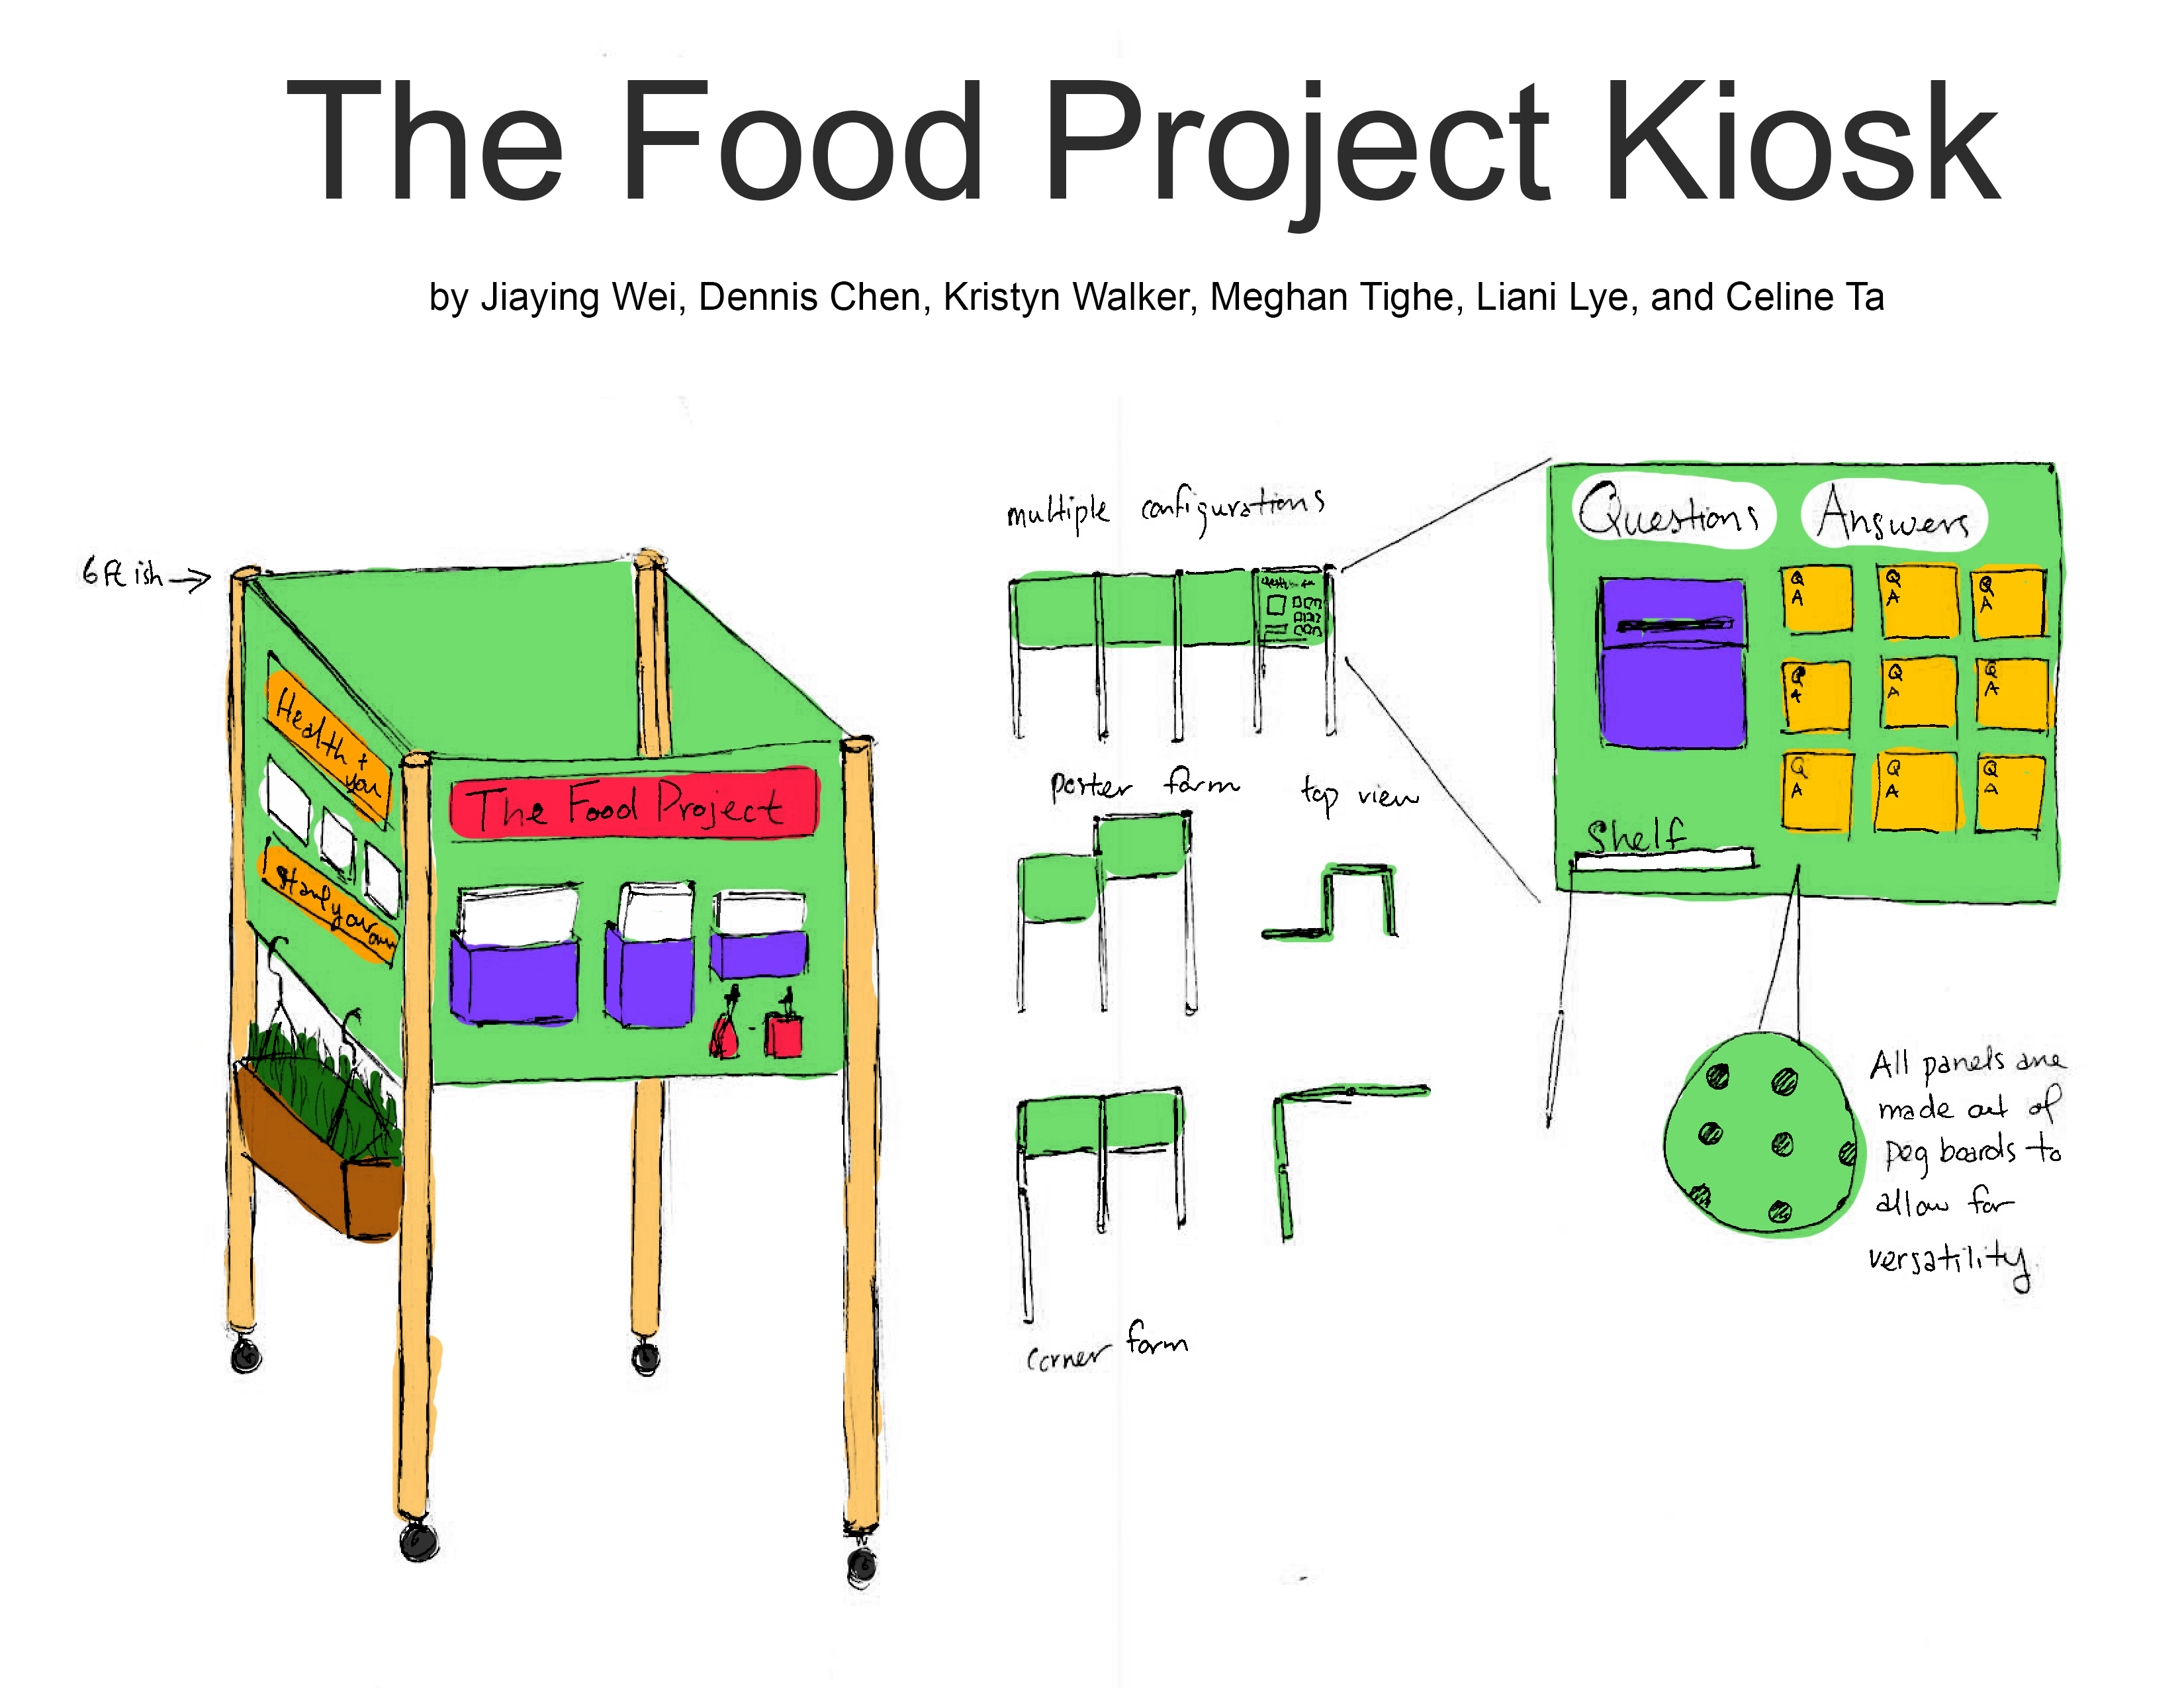 The Food Project Kiosk
by Jiaying Wei, Dennis Chen, Kristyn Walker, Meghan Tighe, Liani Lye, and Celine Ta
6ft ish
Health + you
Start your own
The Food Project
multiple configurations
poster form
top view
corner form
Questions
Answers
Q
A
Q
A
Q
A
Q
A
Q
A
Q
A
Q
A
Q
A
Q
A
Shelf
All panels are
made out of
peg boards to
allow for
versatility.